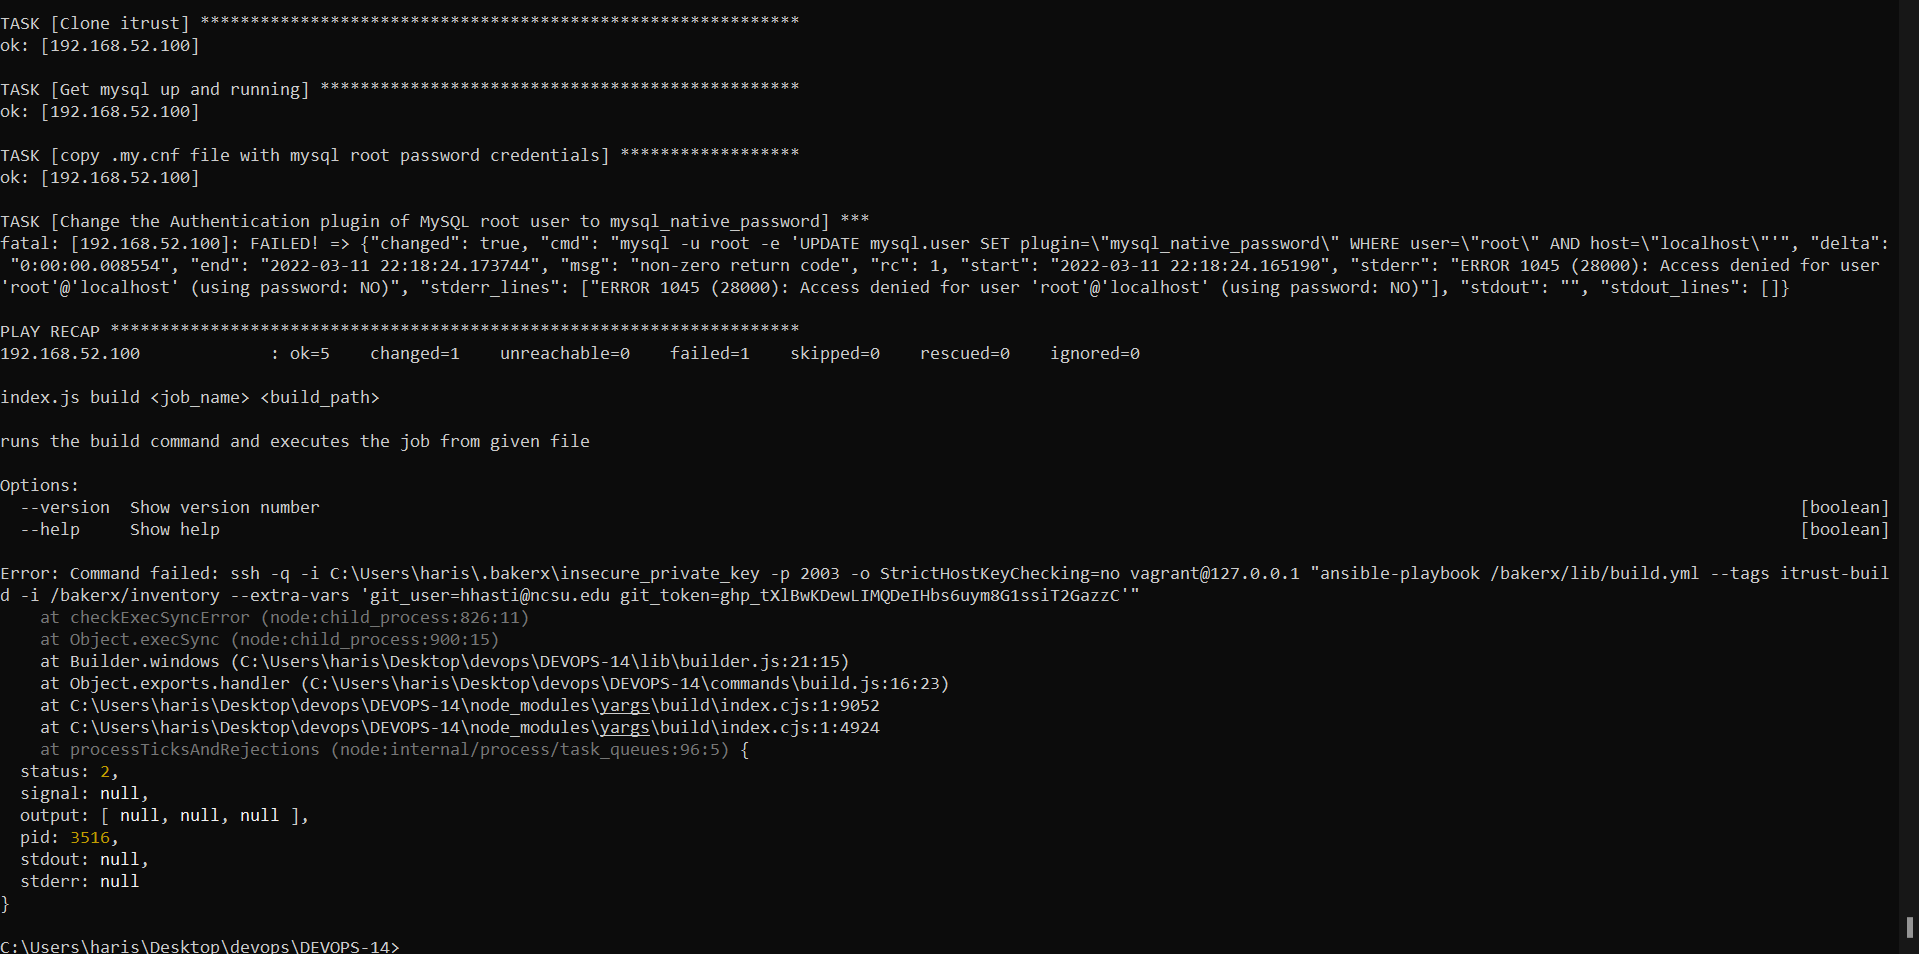 TASK [Clone itrust] ************************************************************
ok: [192.168.52.100]
TASK [Get mysql up and running] ************************************************
ok: [192.168.52.100]
TASK [copy .my.cnf file with mysql root password credentials] ******************
ok: [192.168.52.100]
TASK [Change the Authentication plugin of MySQL root user to mysql_native_password] ***
fatal: [192.168.52.100]: FAILED! => {"changed": true, "cmd": "mysql -u root -e 'UPDATE mysql.user SET plugin=\"mysql_native_password\" WHERE user=\"root\" AND host=\"localhost\"'", "delta":
 "0:00:00.008554", "end": "2022-03-11 22:18:24.173744", "msg": "non-zero return code", "rc": 1, "start": "2022-03-11 22:18:24.165190", "stderr": "ERROR 1045 (28000): Access denied for user
'root'@'localhost' (using password: NO)", "stderr_lines": ["ERROR 1045 (28000): Access denied for user 'root'@'localhost' (using password: NO)"], "stdout": "", "stdout_lines": []}
PLAY RECAP *********************************************************************
192.168.52.100             : ok=5    changed=1    unreachable=0    failed=1    skipped=0    rescued=0    ignored=0
index.js build <job_name> <build_path>
runs the build command and executes the job from given file
Options:
  --version  Show version number                                                                                                                                                    [boolean]
  --help     Show help                                                                                                                                                              [boolean]
Error: Command failed: ssh -q -i C:\Users\haris\.bakerx\insecure_private_key -p 2003 -o StrictHostKeyChecking=no vagrant@127.0.0.1 "ansible-playbook /bakerx/lib/build.yml --tags itrust-buil
d -i /bakerx/inventory --extra-vars 'git_user=hhasti@ncsu.edu git_token=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'"
    at checkExecSyncError (node:child_process:826:11)
    at Object.execSync (node:child_process:900:15)
    at Builder.windows (C:\Users\haris\Desktop\devops\DEVOPS-14\lib\builder.js:21:15)
    at Object.exports.handler (C:\Users\haris\Desktop\devops\DEVOPS-14\commands\build.js:16:23)
    at C:\Users\haris\Desktop\devops\DEVOPS-14\node_modules\yargs\build\index.cjs:1:9052
    at C:\Users\haris\Desktop\devops\DEVOPS-14\node_modules\yargs\build\index.cjs:1:4924
    at processTicksAndRejections (node:internal/process/task_queues:96:5) {
  status: 2,
  signal: null,
  output: [ null, null, null ],
  pid: 3516,
  stdout: null,
  stderr: null
}
C:\Users\haris\Desktop\devops\DEVOPS-14>